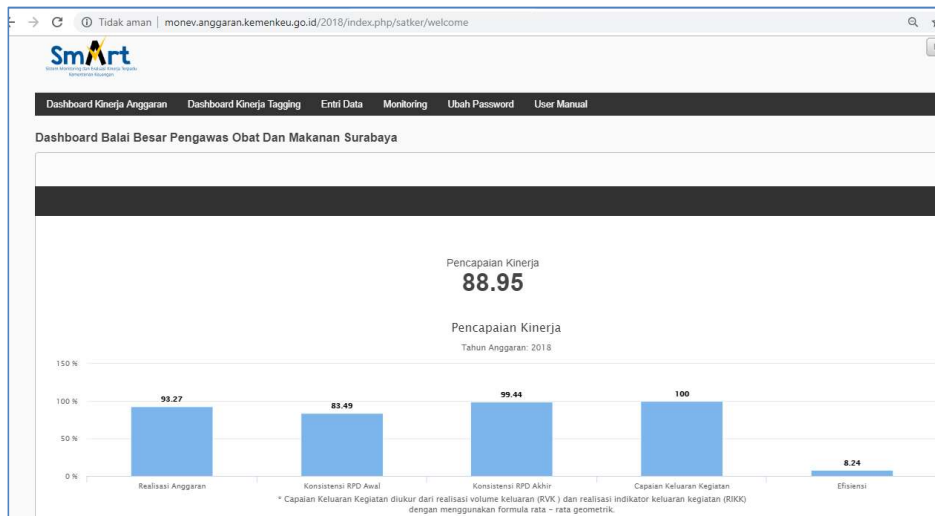 Tidak aman | monev.anggaran.kemenkeu.go.id/2018/index.php/satker/welcome
SmArt
Dashboard Kinerja Anggaran Dashboard Kinerja Tagging Entri Data Monitoring Ubah Password User Manual
Dashboard Balai Besar Pengawas Obat Dan Makanan Surabaya
Pencapaian Kinerja
88.95
Pencapaian Kinerja
Tahun Anggaran: 2018
150 %
100 %
50 %
0 %
93.27
83.49
99.44
100
8.24
Realisasi Anggaran
Konsistensi RPD Awal
Konsistensi RPD Akhir
Capaian Keluaran Kegiatan
Efisiensi
* Capaian Keluaran Kegiatan diukur dari realisasi volume keluaran (RVK ) dan realisasi indikator keluaran kegiatan (RIKK)
dengan menggunakan formula rata - rata geometrik.